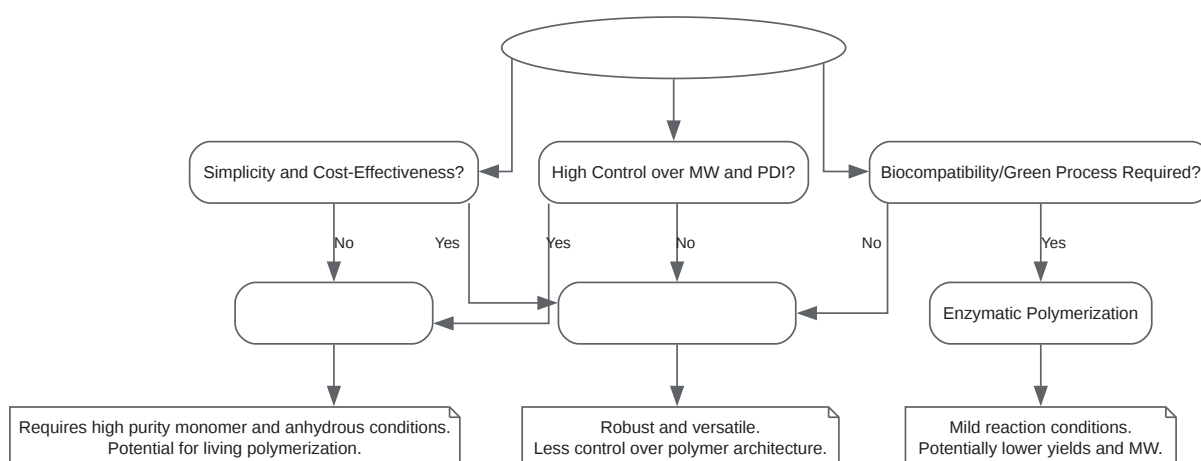 Simplicity and Cost-Effectiveness?
High Control over MW and PDI?
Biocompatibility/Green Process Required?
No
Yes
Yes
No
No
Yes
Enzymatic Polymerization
Requires high purity monomer and anhydrous conditions.
Potential for living polymerization.
Robust and versatile.
Less control over polymer architecture.
Mild reaction conditions.
Potentially lower yields and MW.